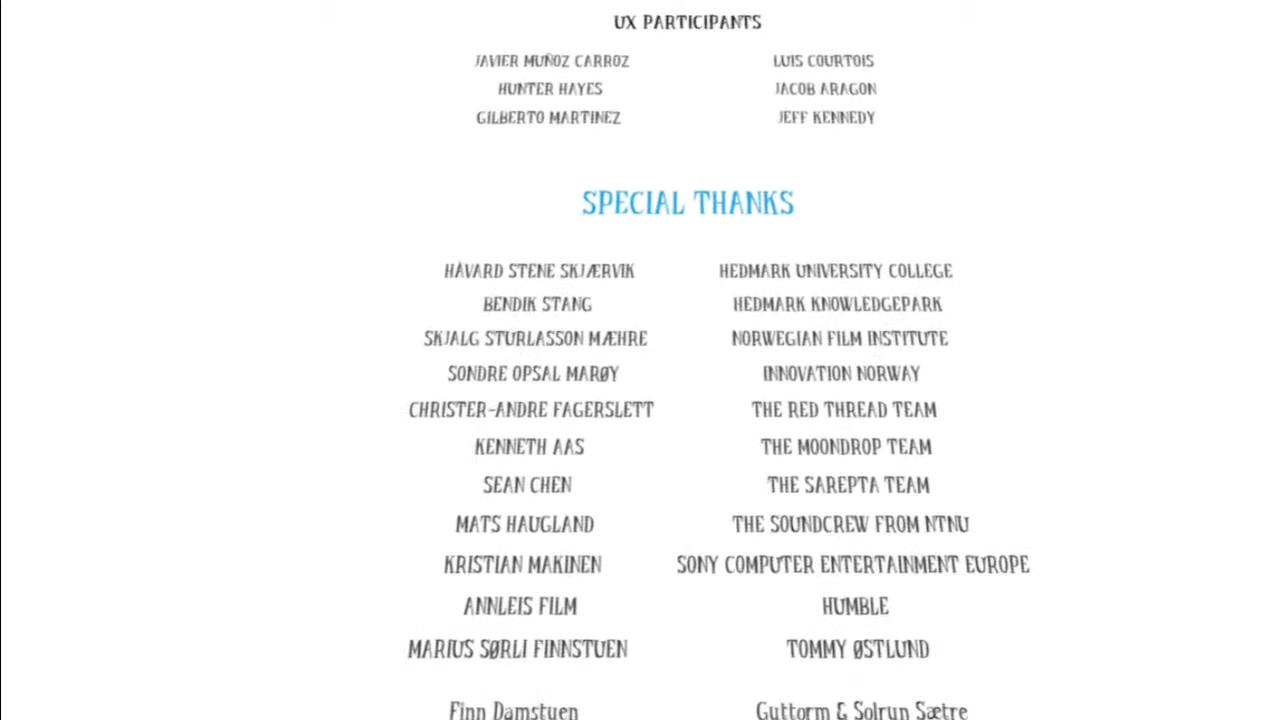 UX PARTICIPANTS
JAVIER MUÑOZ CARROZ LUIS COURTOIS
HUNTER HAYES JACOB ARAGON
GILBERTO MARTINEZ JEFF KENNEDY
SPECIAL THANKS
HÅVARD STENE SKJÆRVIK HEDMARK UNIVERSITY COLLEGE
BENDIK STANG HEDMARK KNOWLEDGEPARK
SKJALG STURLASSON MÆHRE NORWEGIAN FILM INSTITUTE
SONDRE OPSAL MARØY INNOVATION NORWAY
CHRISTER-ANDRE FAGERSLETT THE RED THREAD TEAM
KENNETH AAS THE MOONDROP TEAM
SEAN CHEN THE SAREPTA TEAM
MATS HAUGLAND THE SOUNDCREW FROM NTNU
KRISTIAN MAKINEN SONY COMPUTER ENTERTAINMENT EUROPE
ANNLEIS FILM HUMBLE
MARIUS SØRLI FINNSTUEN TOMMY ØSTLUND
Finn Damstuen Guttorm & Solrun Sætre